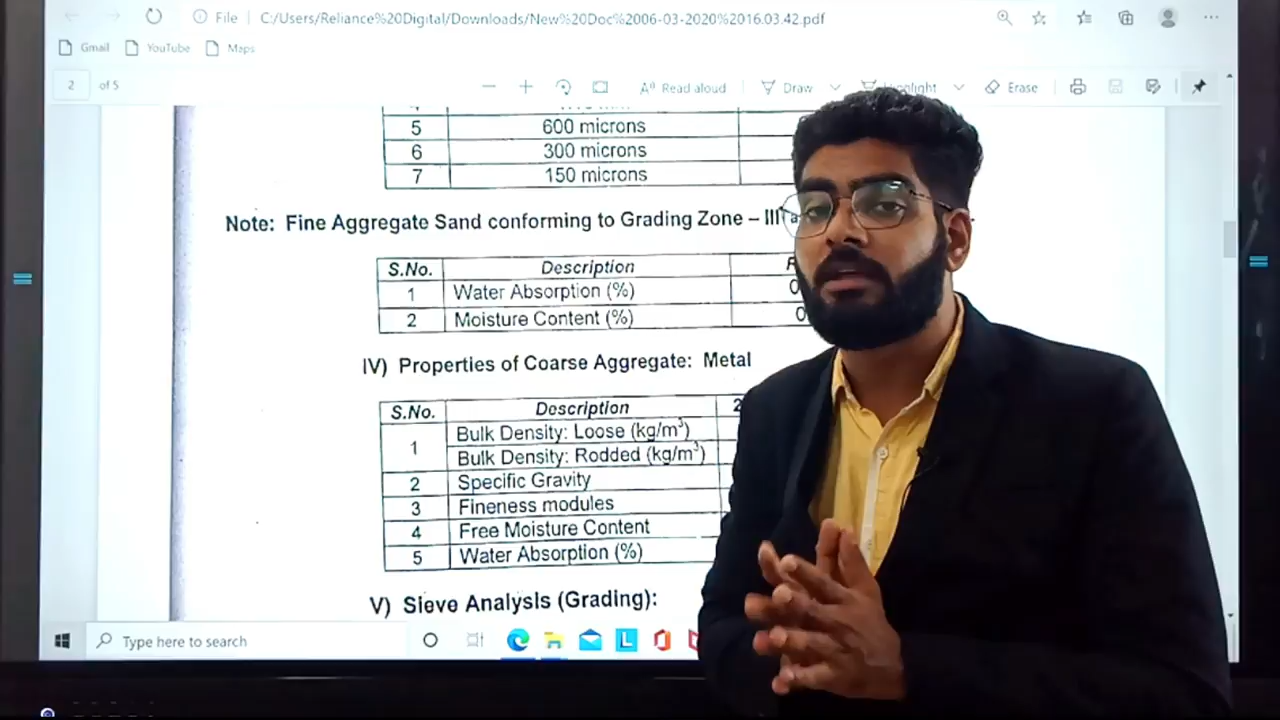 File | C:/Users/Reliance%20Digital/Downloads/New%20Doc%2006-03-2020%2016.03.42.pdf
Gmail YouTube Maps
2 of 5 Read aloud Draw Highlight Erase
5 600 microns
6 300 microns
7 150 microns
Note: Fine Aggregate Sand conforming to Grading Zone – III
S.No. Description R
1 Water Absorption (%) 0
2 Moisture Content (%) 0
IV) Properties of Coarse Aggregate: Metal
S.No. Description 2
1 Bulk Density: Loose (kg/m³)
Bulk Density: Rodded (kg/m³)
2 Specific Gravity
3 Fineness modules
4 Free Moisture Content
5 Water Absorption (%)
V) Sieve Analysis (Grading):
Type here to search